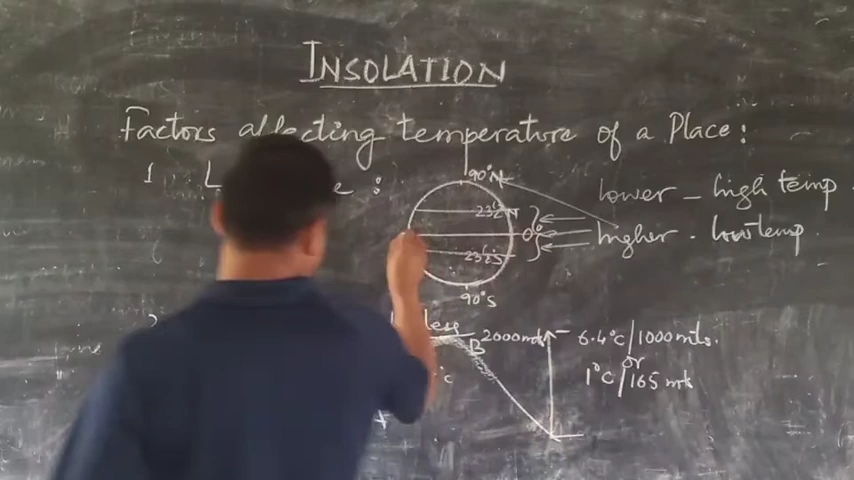 INSOLATION
Factors affecting temperature of a Place:
1. L e :
90°N
lower - high temp
23½°N
0°
higher - low temp
23½°S
90°S
2
less
B
2000mts
6.4°C/1000mts.
or
1°C/165 mts
°C